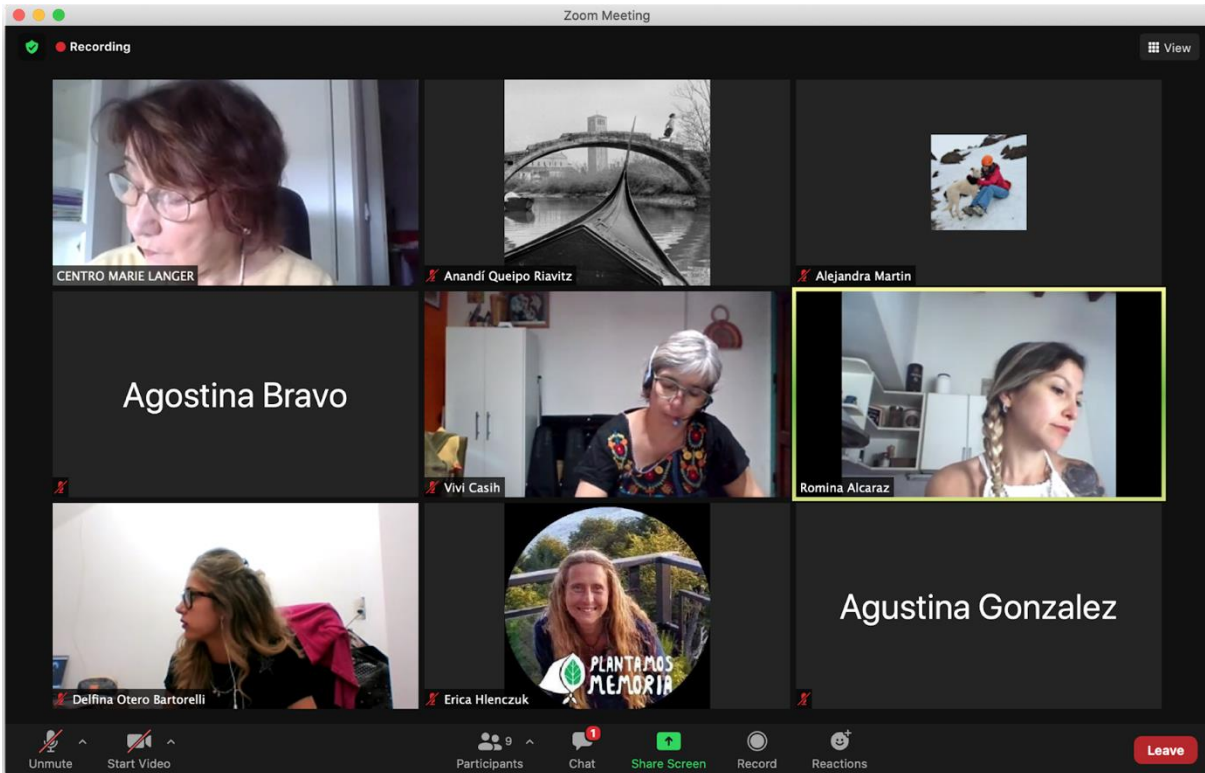 Zoom Meeting
Recording
View
CENTRO MARIE LANGER
Anandí Queipo Riavitz
Alejandra Martin
Agostina Bravo
Vivi Casih
Romina Alcaraz
Delfina Otero Bartorelli
PLANTAMOS
MEMORIA
Erica Hlenczuk
Agustina Gonzalez
Unmute
Start Video
9
Participants
1
Chat
Share Screen
Record
Reactions
Leave